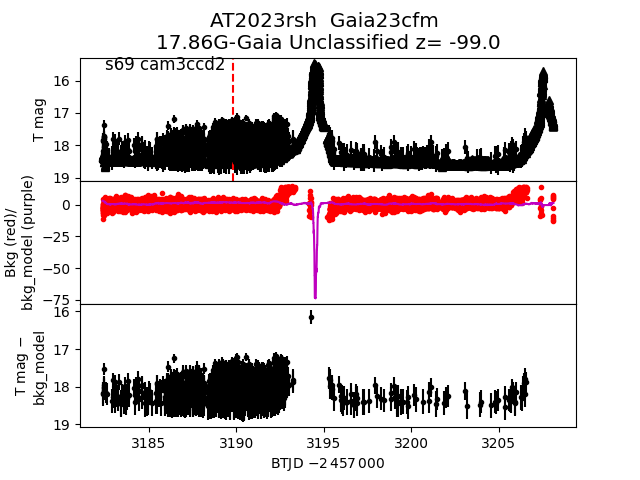 AT2023rsh  Gaia23cfm
17.86G-Gaia Unclassified z= -99.0
s69 cam3ccd2
T mag
16
17
18
19
Bkg (red)/
bkg_model (purple)
0
−25
−50
−75
T mag −
bkg_model
16
17
18
19
3185
3190
3195
3200
3205
BTJD −2 457 000